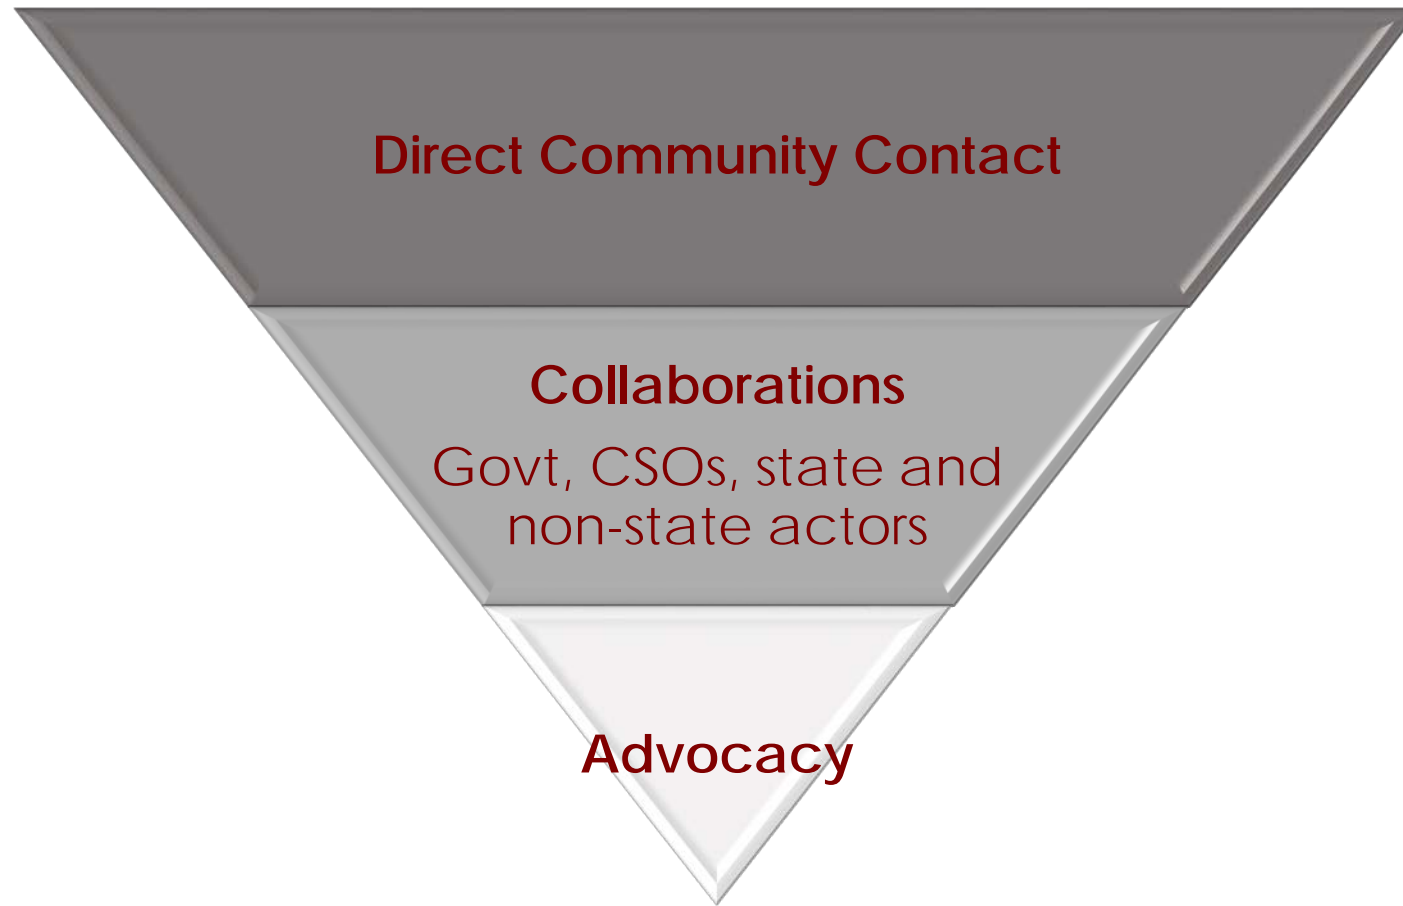 Direct Community Contact
Collaborations
Govt, CSOs, state and
non-state actors
Advocacy